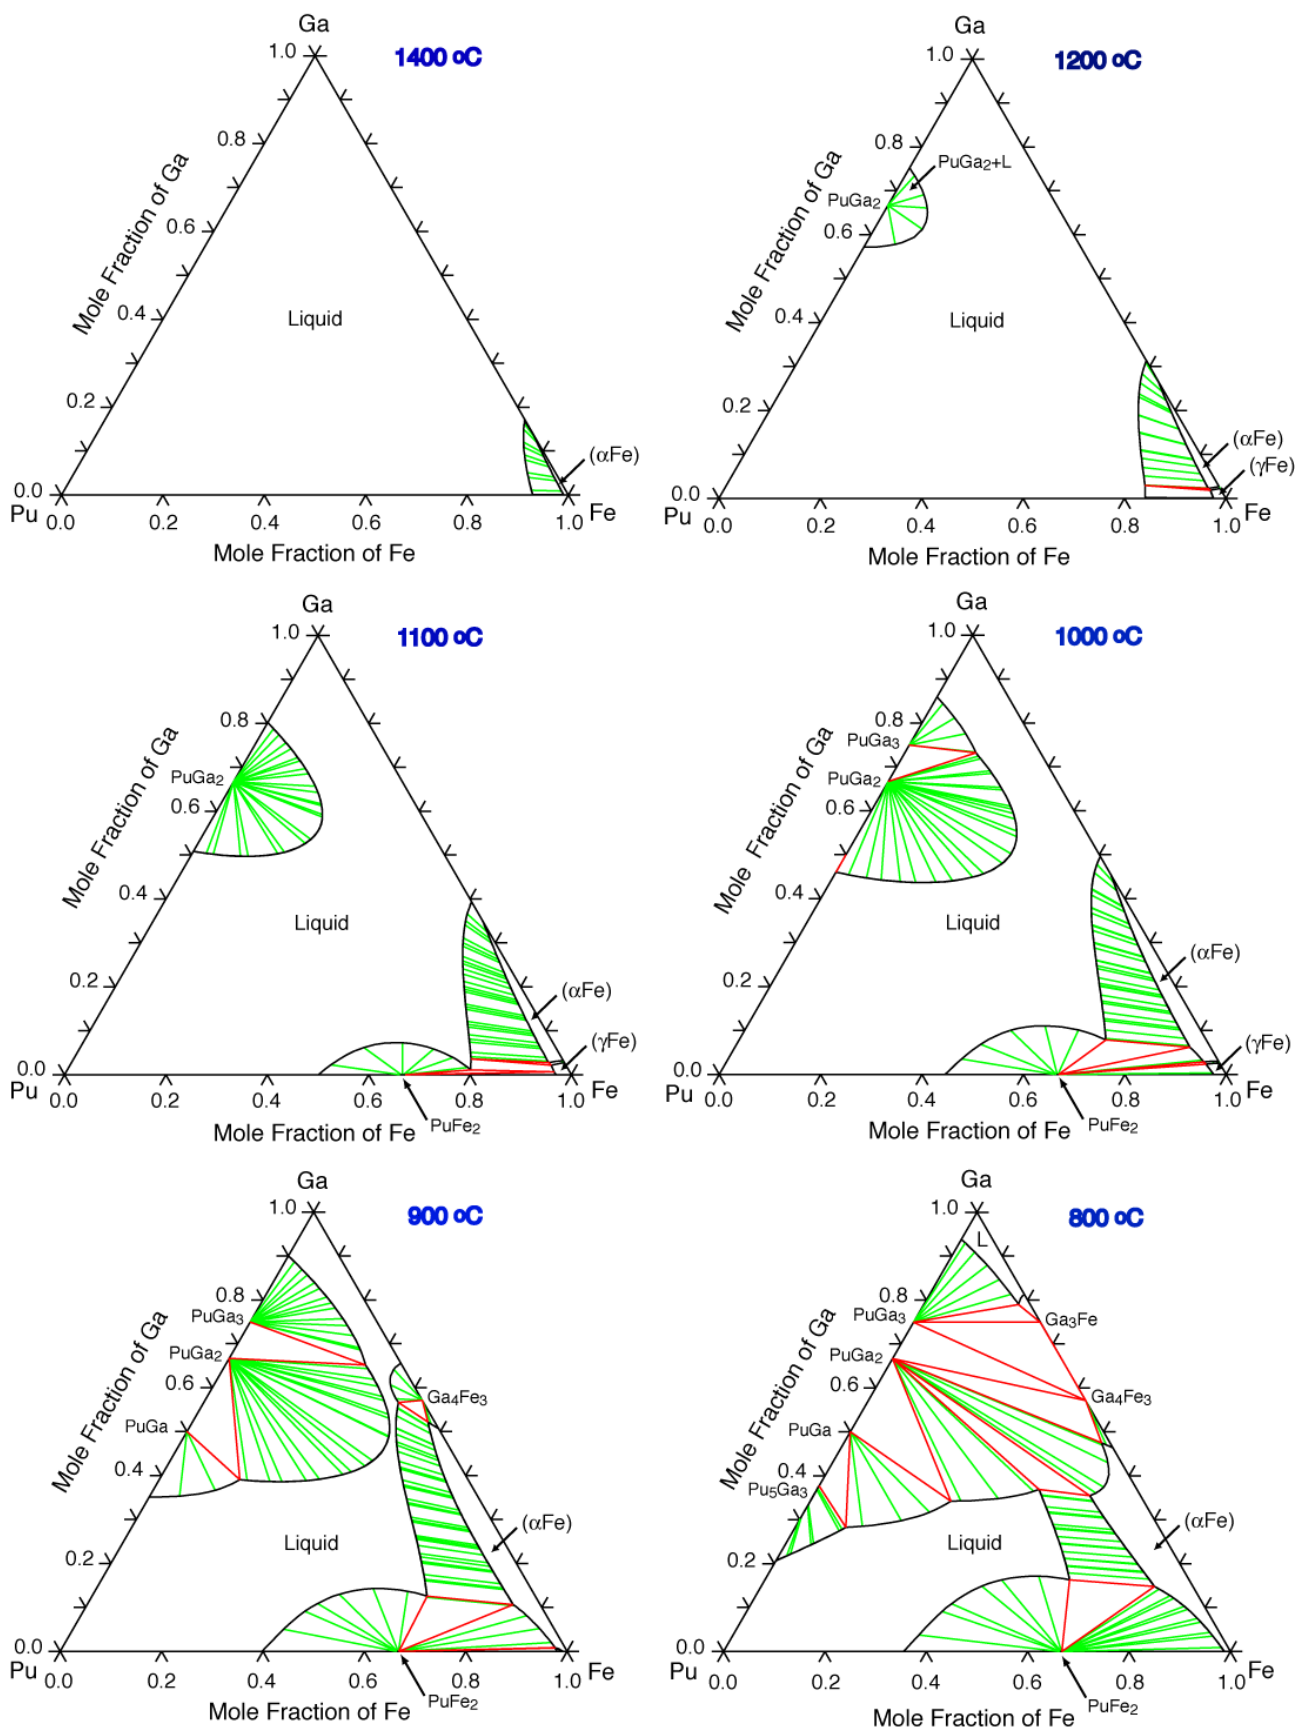 Ga
1400 oC
1.0
0.8
0.6
0.4
0.2
0.0
Mole Fraction of Ga
Liquid
(αFe)
Pu
Fe
0.0 0.2 0.4 0.6 0.8 1.0
Mole Fraction of Fe
Ga
1200 oC
1.0
0.8
PuGa2+L
PuGa2
0.6
0.4
0.2
0.0
Mole Fraction of Ga
Liquid
(αFe)
(γFe)
Pu
Fe
0.0 0.2 0.4 0.6 0.8 1.0
Mole Fraction of Fe
Ga
1100 oC
1.0
0.8
PuGa2
0.6
0.4
0.2
0.0
Mole Fraction of Ga
Liquid
(αFe)
(γFe)
Pu
Fe
0.0 0.2 0.4 0.6 0.8 1.0
Mole Fraction of Fe
PuFe2
Ga
1000 oC
1.0
0.8
PuGa3
PuGa2
0.6
0.4
0.2
0.0
Mole Fraction of Ga
Liquid
(αFe)
(γFe)
Pu
Fe
0.0 0.2 0.4 0.6 0.8 1.0
Mole Fraction of Fe
PuFe2
Ga
900 oC
1.0
0.8
PuGa3
PuGa2
0.6
Ga4Fe3
PuGa
0.4
0.2
0.0
Mole Fraction of Ga
Liquid
(αFe)
Pu
Fe
0.0 0.2 0.4 0.6 0.8 1.0
Mole Fraction of Fe
PuFe2
Ga
800 oC
1.0
L
0.8
PuGa3
Ga3Fe
PuGa2
0.6
Ga4Fe3
PuGa
0.4
Pu5Ga3
0.2
0.0
Mole Fraction of Ga
Liquid
(αFe)
Pu
Fe
0.0 0.2 0.4 0.6 0.8 1.0
Mole Fraction of Fe
PuFe2